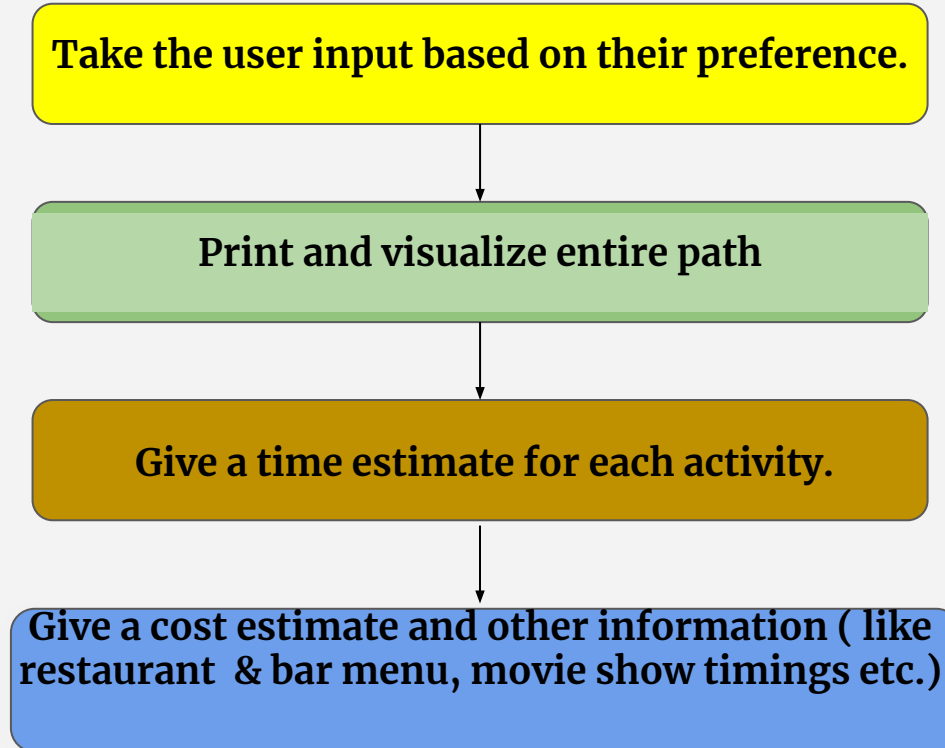 Take the user input based on their preference.
Print and visualize entire path
Give a time estimate for each activity.
Give a cost estimate and other information ( like
restaurant & bar menu, movie show timings etc.)